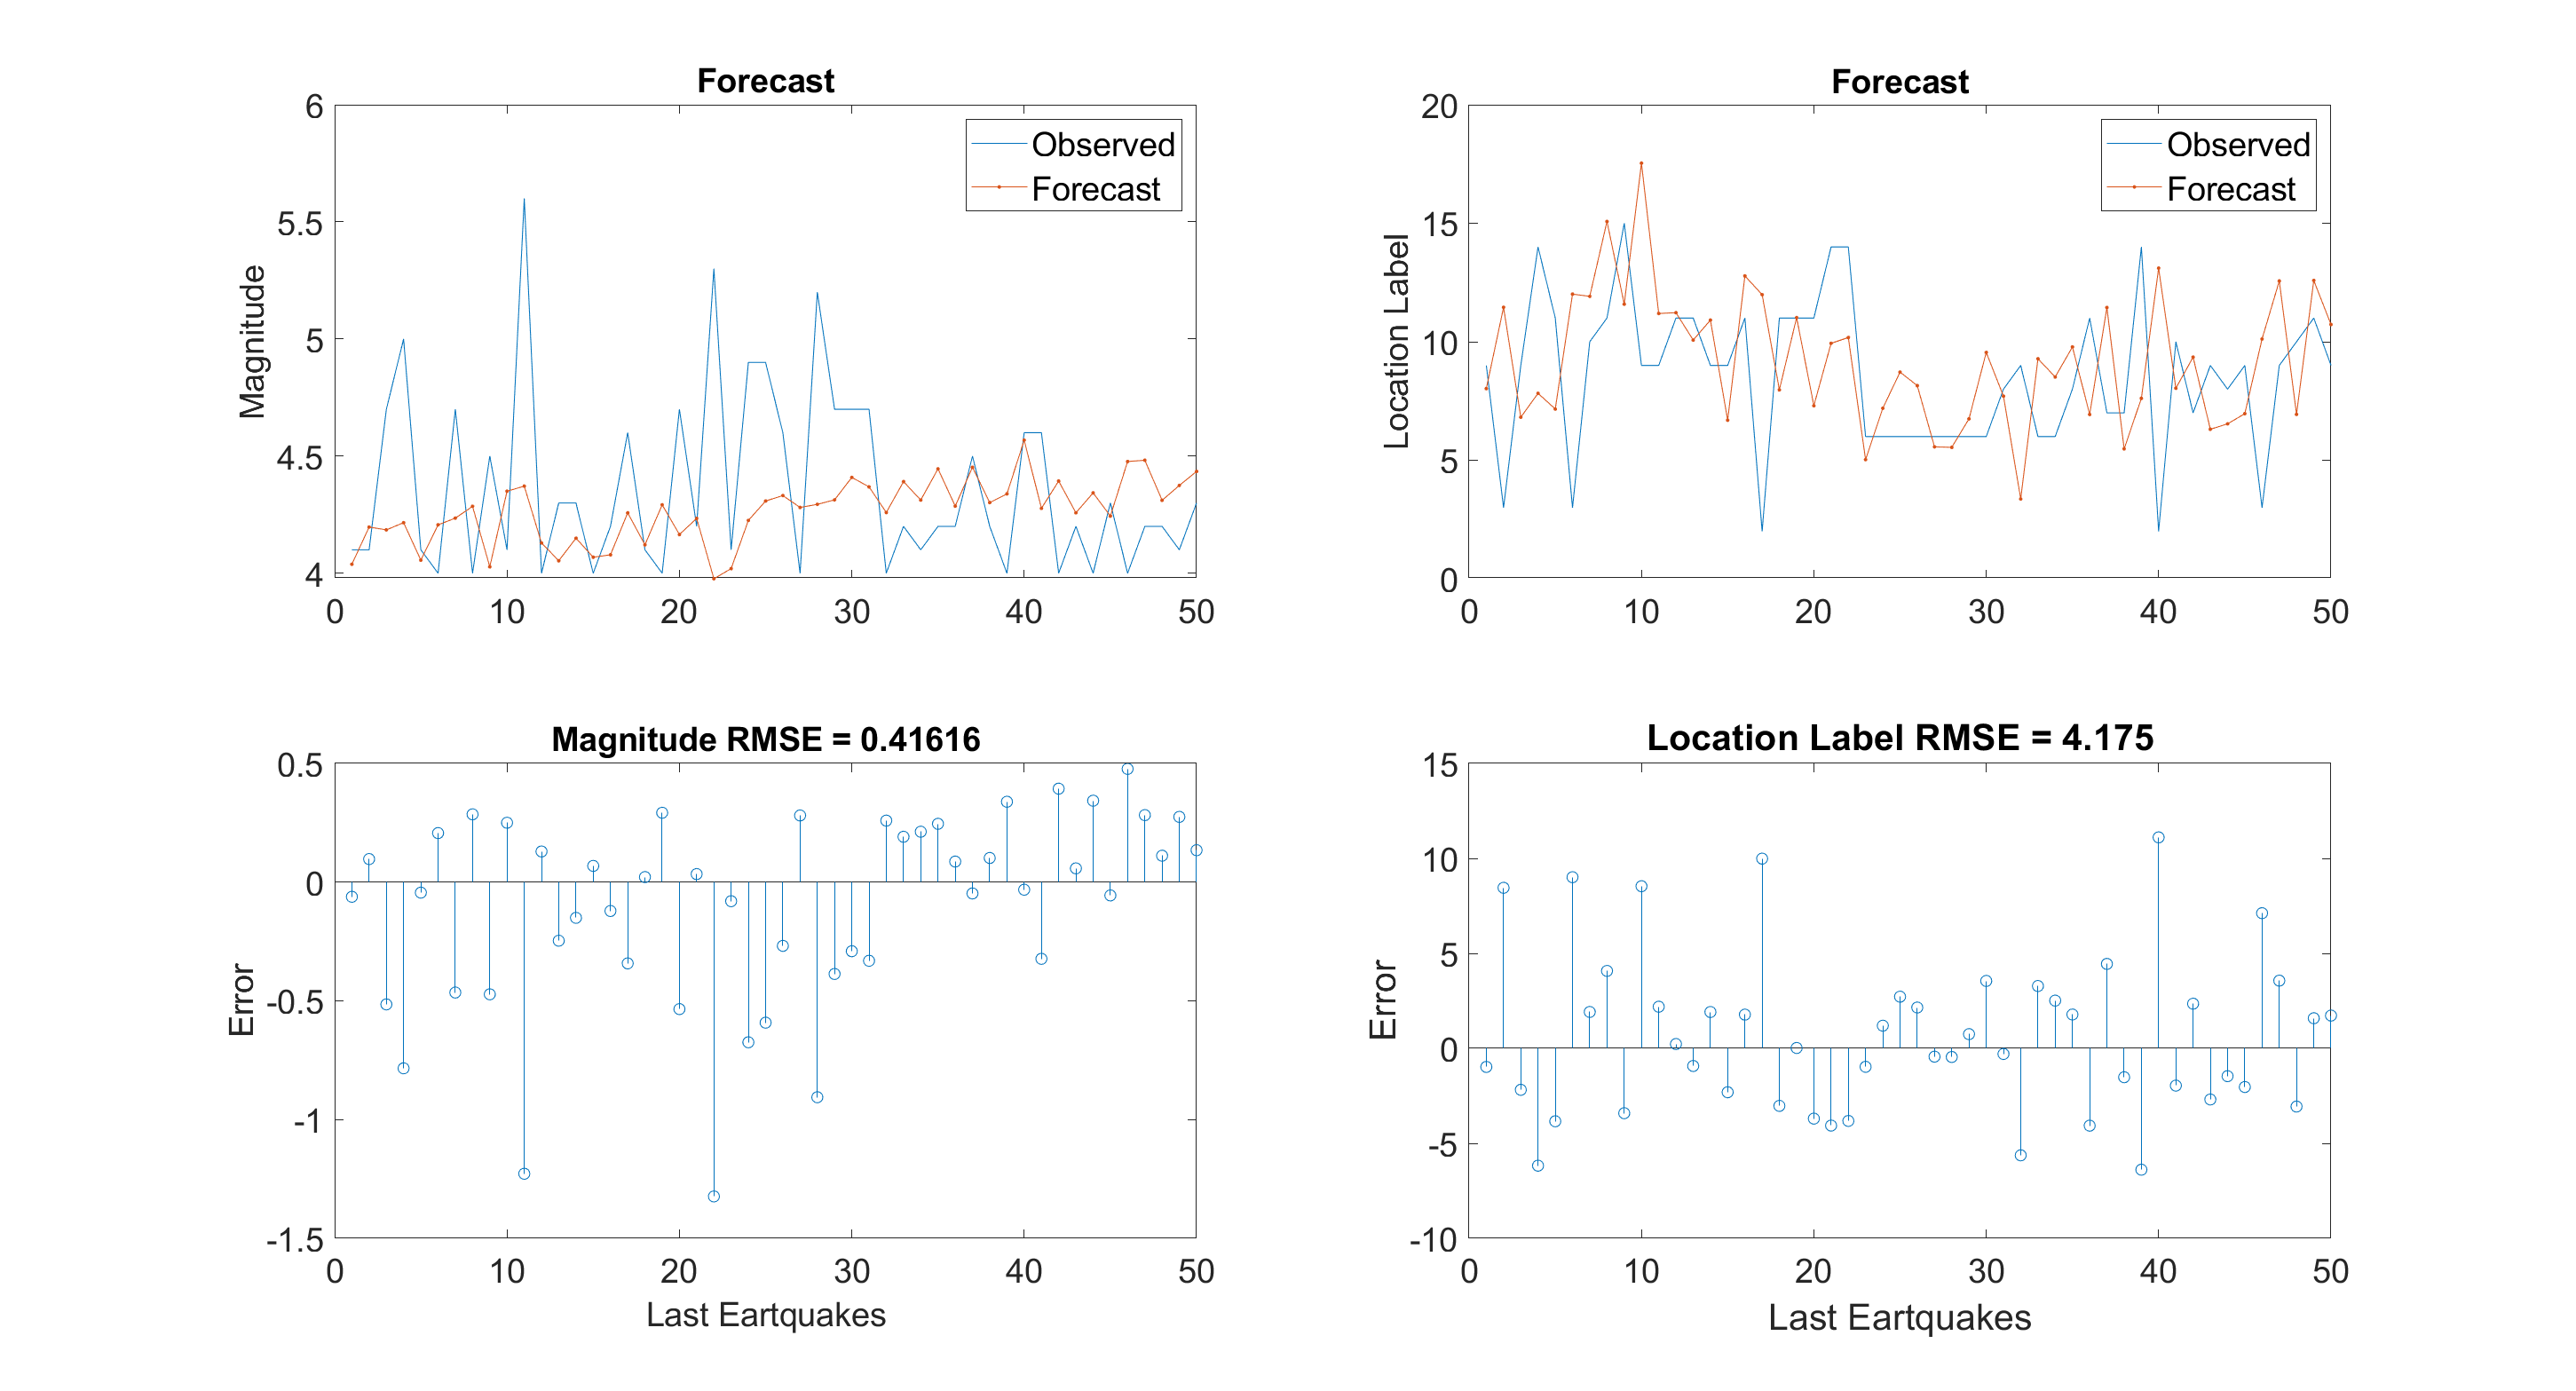 Forecast
6
5.5
5
4.5
4
Magnitude
Observed
Forecast
0 10 20 30 40 50
Forecast
20
15
10
5
0
Location Label
Observed
Forecast
0 10 20 30 40 50
Magnitude RMSE = 0.41616
0.5
0
-0.5
-1
-1.5
Error
0 10 20 30 40 50
Last Eartquakes
Location Label RMSE = 4.175
15
10
5
0
-5
-10
Error
0 10 20 30 40 50
Last Eartquakes